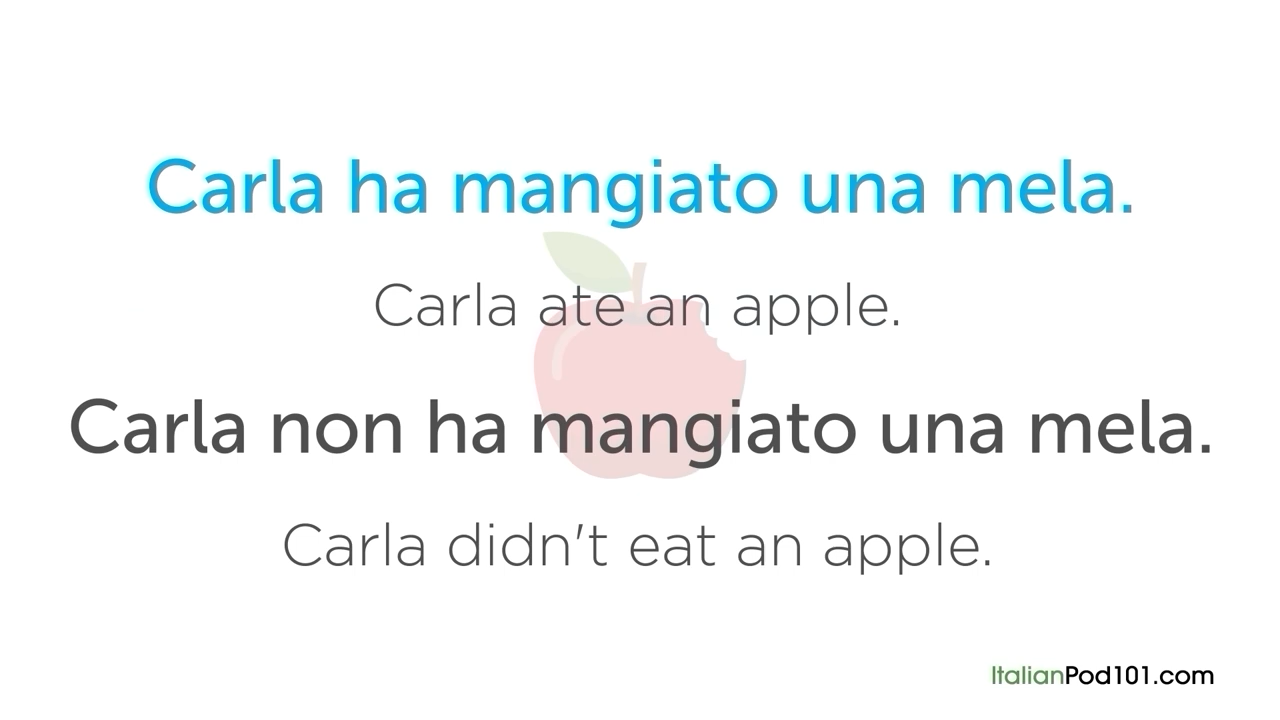 Carla ha mangiato una mela.
Carla ate an apple.
Carla non ha mangiato una mela.
Carla didn't eat an apple.
ItalianPod101.com